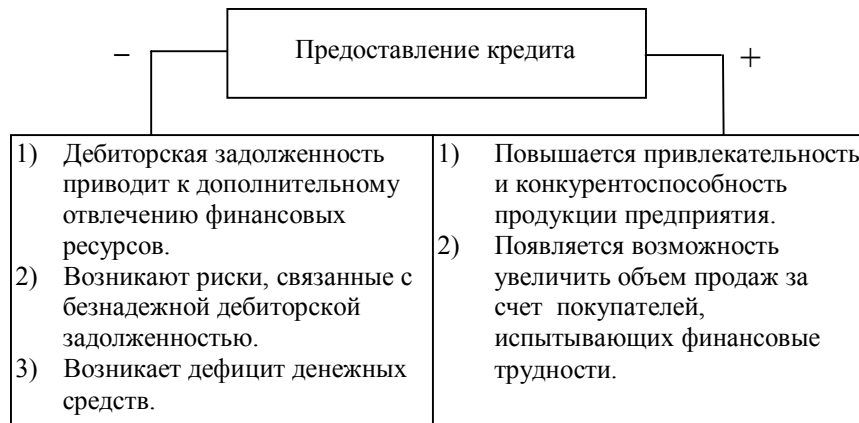 Предоставление кредита
–
+
1) Дебиторская задолженность
приводит к дополнительному
отвлечению финансовых
ресурсов.
2) Возникают риски, связанные с
безнадежной дебиторской
задолженностью.
3) Возникает дефицит денежных
средств.
1) Повышается привлекательность
и конкурентоспособность
продукции предприятия.
2) Появляется возможность
увеличить объем продаж за
счет покупателей,
испытывающих финансовые
трудности.